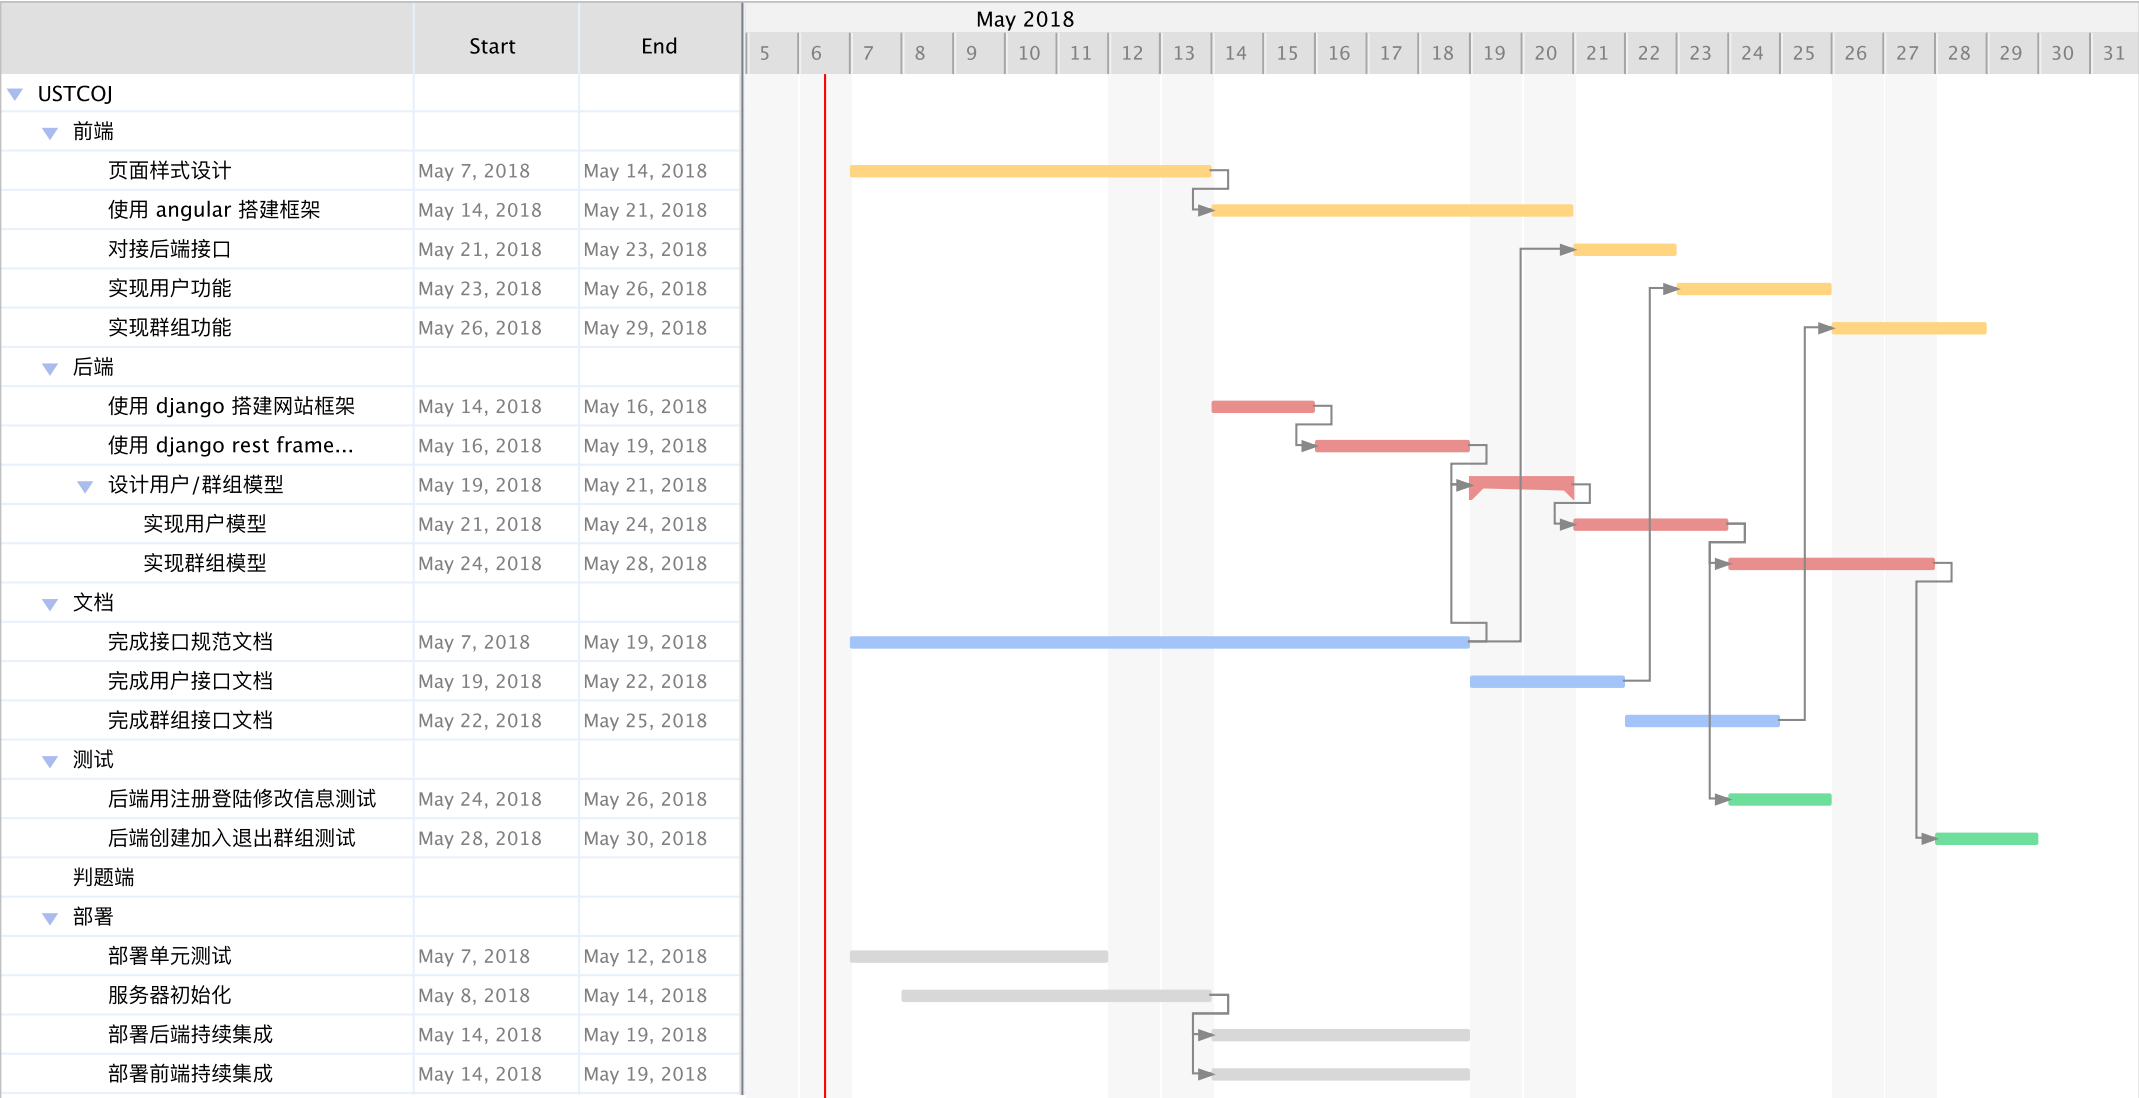 May 2018
Start End 5 6 7 8 9 10 11 12 13 14 15 16 17 18 19 20 21 22 23 24 25 26 27 28 29 30 31
USTCOJ
前端
页面样式设计 May 7, 2018 May 14, 2018
使用 angular 搭建框架 May 14, 2018 May 21, 2018
对接后端接口 May 21, 2018 May 23, 2018
实现用户功能 May 23, 2018 May 26, 2018
实现群组功能 May 26, 2018 May 29, 2018
后端
使用 django 搭建网站框架 May 14, 2018 May 16, 2018
使用 django rest frame... May 16, 2018 May 19, 2018
设计用户/群组模型 May 19, 2018 May 21, 2018
实现用户模型 May 21, 2018 May 24, 2018
实现群组模型 May 24, 2018 May 28, 2018
文档
完成接口规范文档 May 7, 2018 May 19, 2018
完成用户接口文档 May 19, 2018 May 22, 2018
完成群组接口文档 May 22, 2018 May 25, 2018
测试
后端用注册登陆修改信息测试 May 24, 2018 May 26, 2018
后端创建加入退出群组测试 May 28, 2018 May 30, 2018
判题端
部署
部署单元测试 May 7, 2018 May 12, 2018
服务器初始化 May 8, 2018 May 14, 2018
部署后端持续集成 May 14, 2018 May 19, 2018
部署前端持续集成 May 14, 2018 May 19, 2018